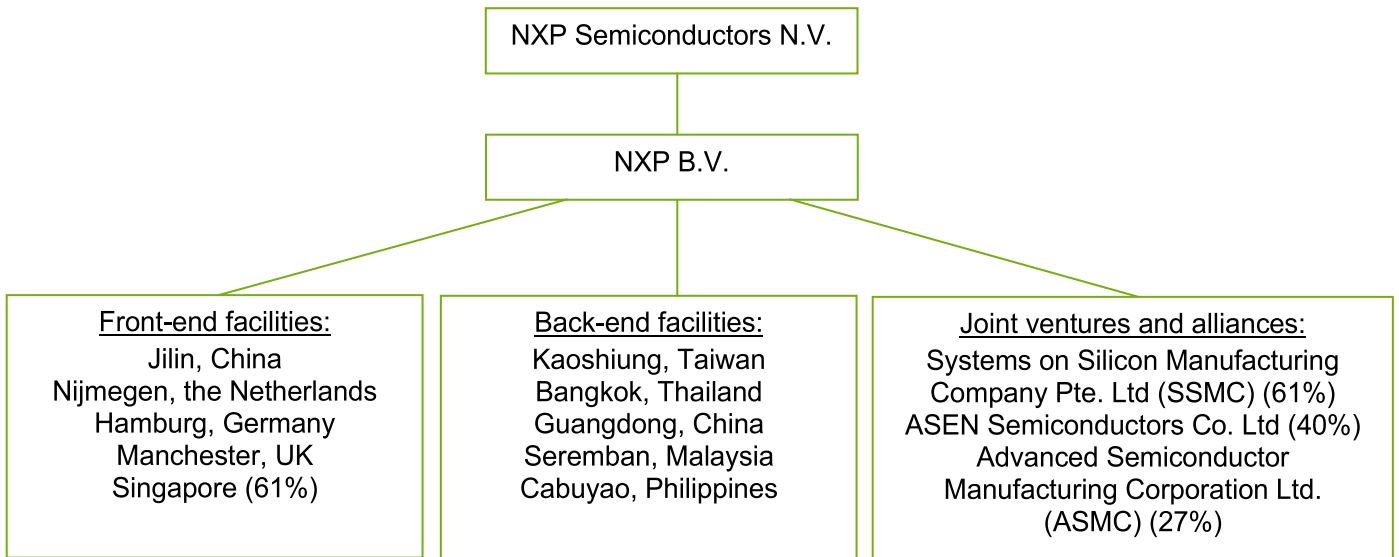 NXP Semiconductors N.V.
NXP B.V.
Front-end facilities:
Jilin, China
Nijmegen, the Netherlands
Hamburg, Germany
Manchester, UK
Singapore (61%)
Back-end facilities:
Kaoshiung, Taiwan
Bangkok, Thailand
Guangdong, China
Seremban, Malaysia
Cabuyao, Philippines
Joint ventures and alliances:
Systems on Silicon Manufacturing
Company Pte. Ltd (SSMC) (61%)
ASEN Semiconductors Co. Ltd (40%)
Advanced Semiconductor
Manufacturing Corporation Ltd.
(ASMC) (27%)